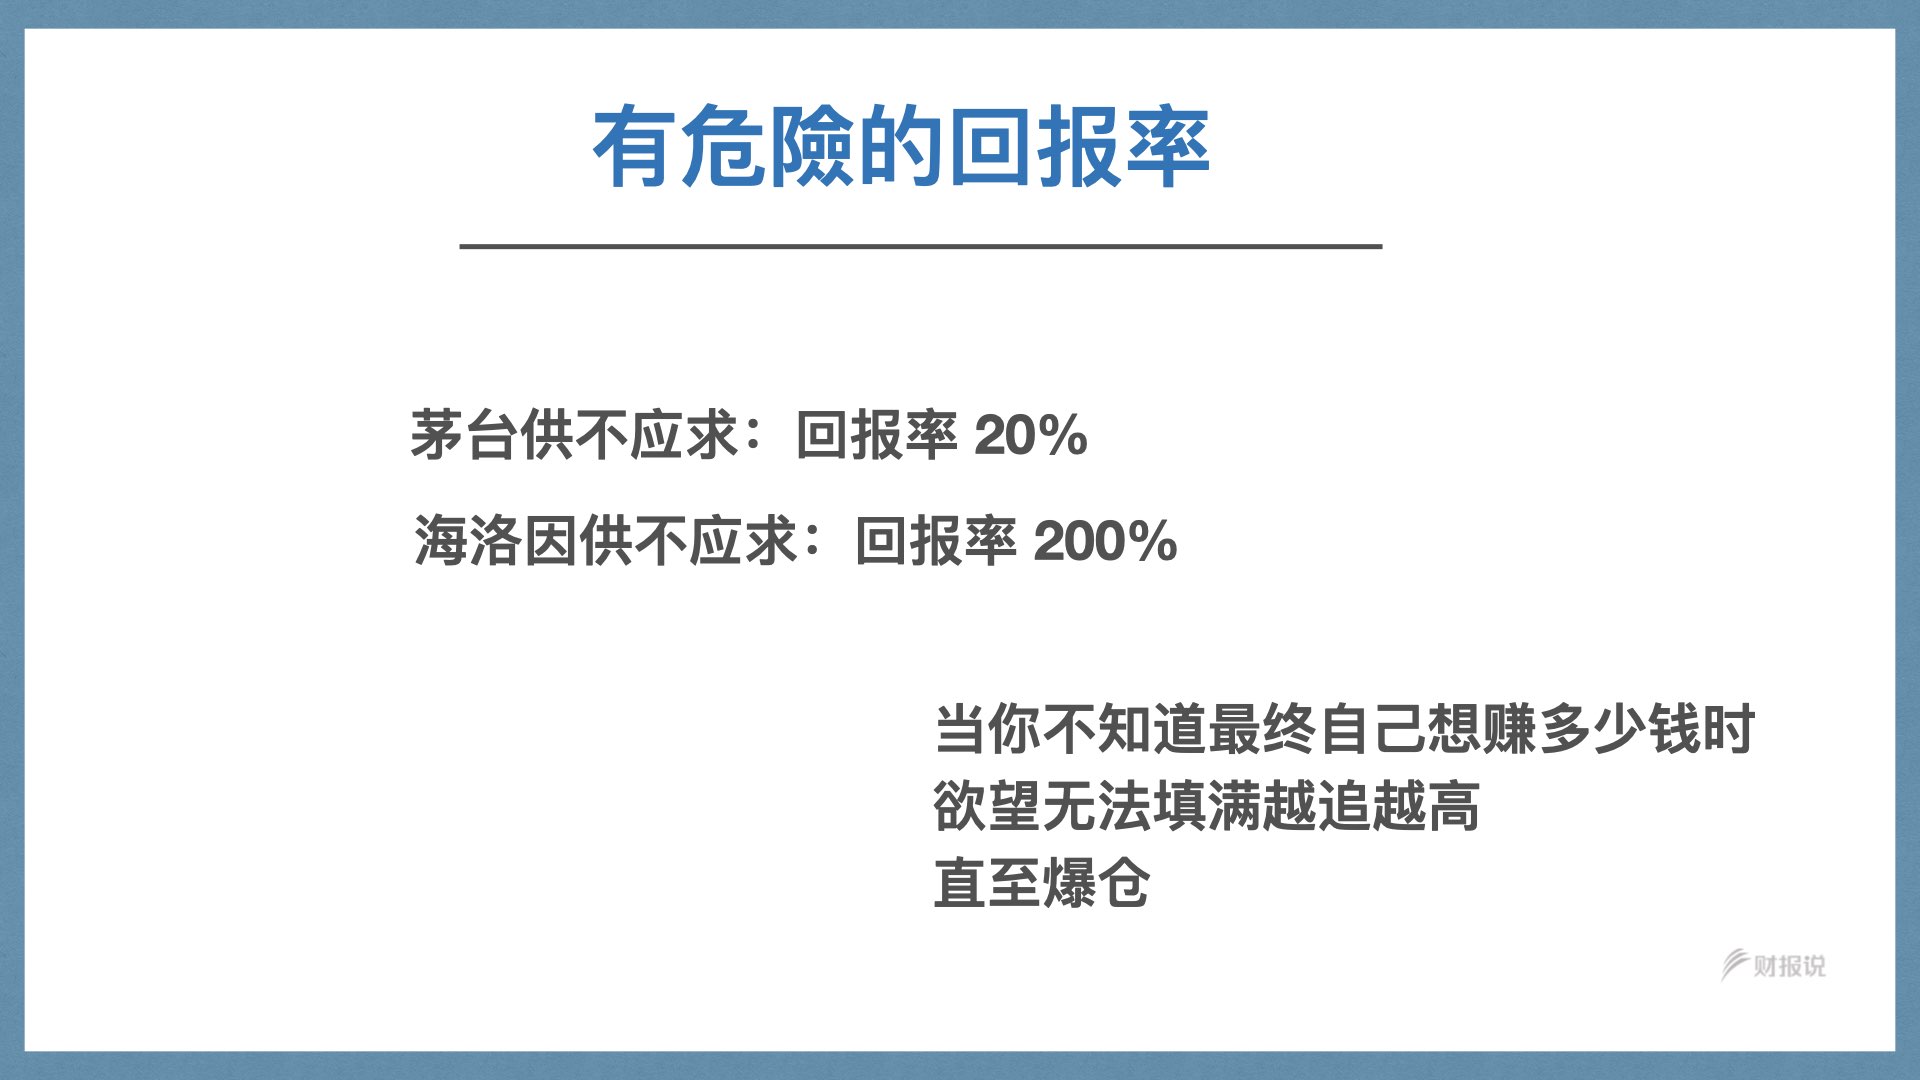 有危險的回报率
茅台供不应求：回报率 20%
海洛因供不应求：回报率 200%
当你不知道最终自己想赚多少钱时
欲望无法填满越追越高
直至爆仓
财报说